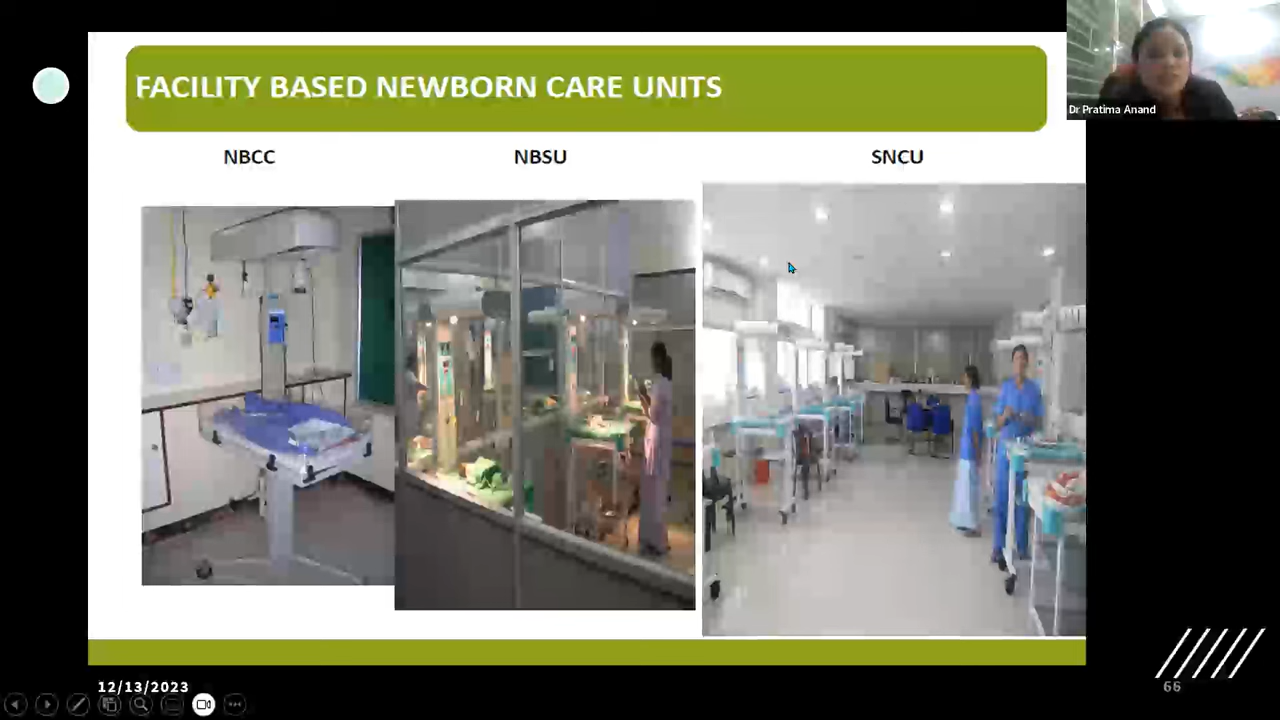 FACILITY BASED NEWBORN CARE UNITS
Dr Pratima Anand
NBCC
NBSU
SNCU
12/13/2023
66